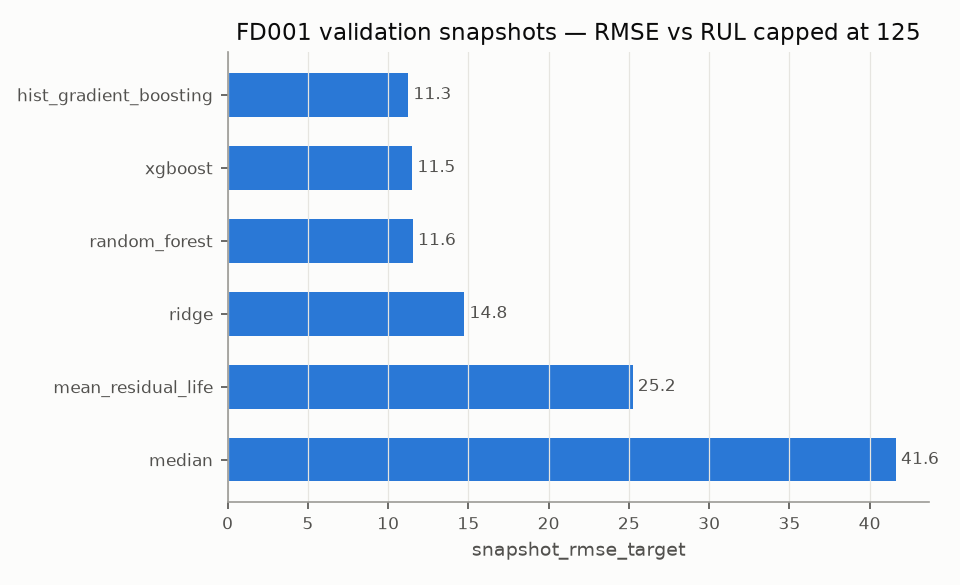 FD001 validation snapshots — RMSE vs RUL capped at 125
hist_gradient_boosting 11.3
xgboost 11.5
random_forest 11.6
ridge 14.8
mean_residual_life 25.2
median 41.6
0 5 10 15 20 25 30 35 40
snapshot_rmse_target